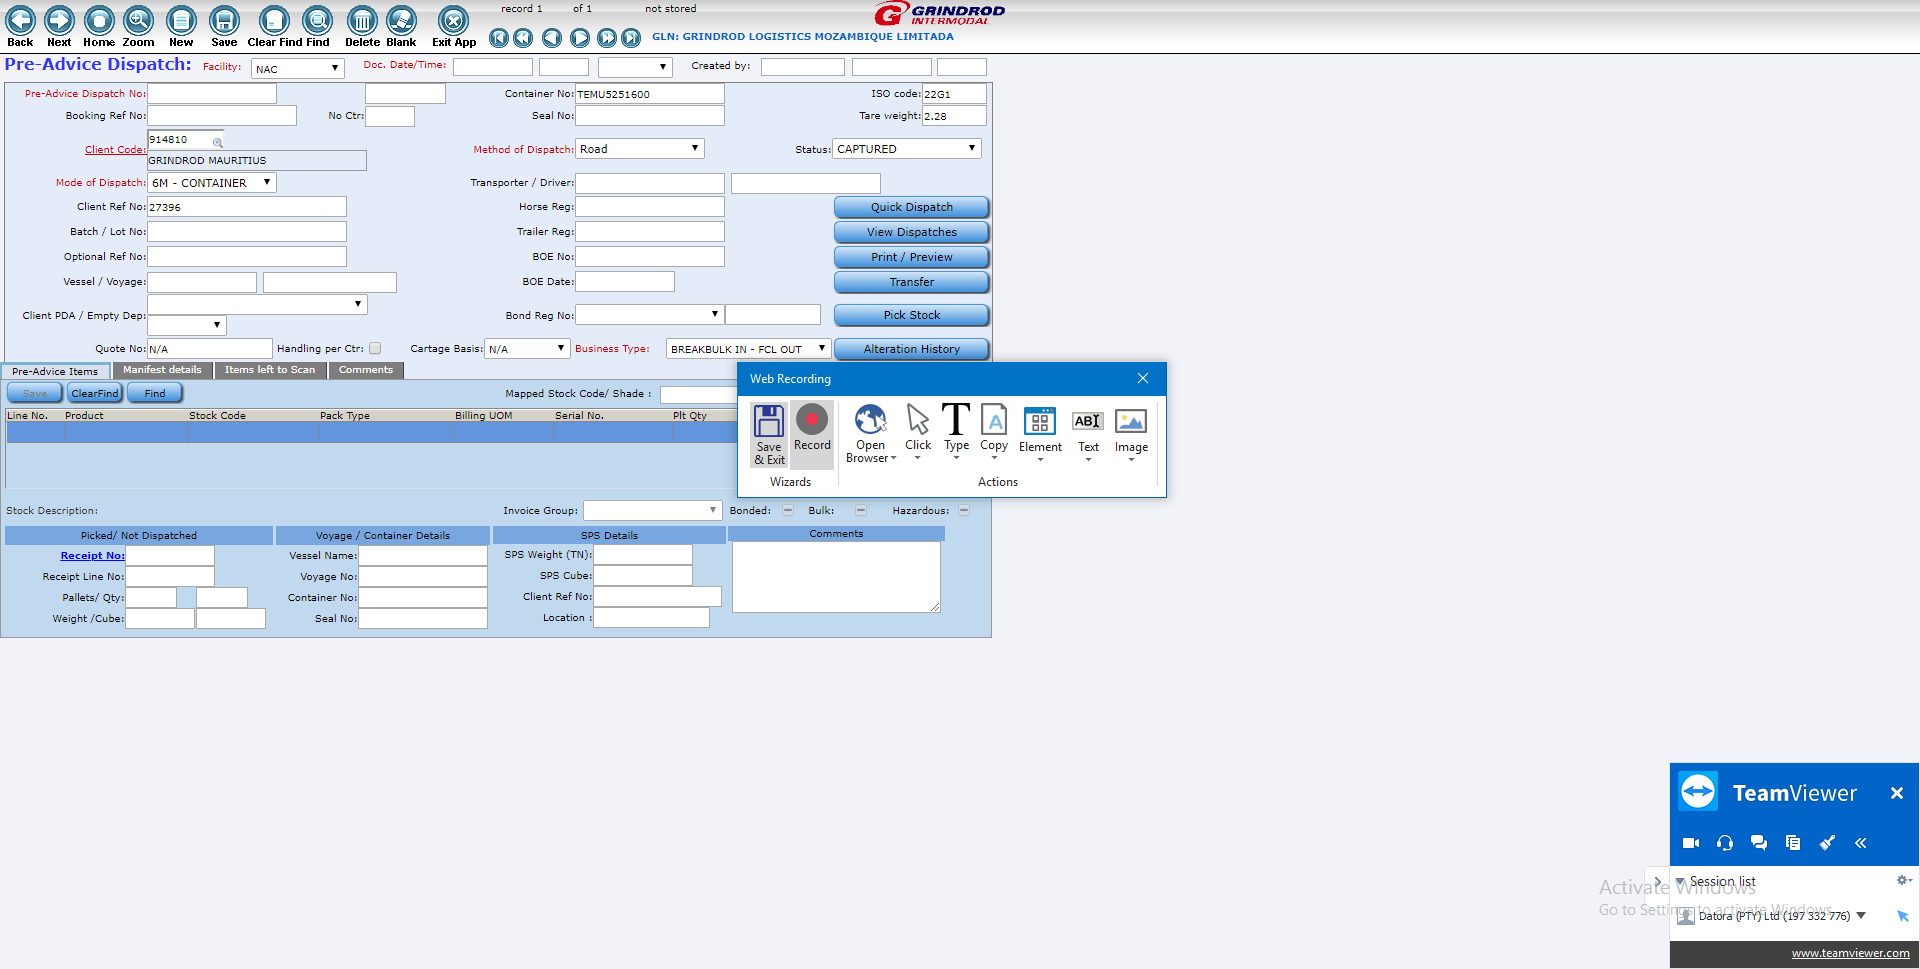 record 1 of 1 not stored
GRINDROD
INTERMODAL
Back Next Home Zoom New Save Clear Find Find Delete Blank Exit App
GLN: GRINDROD LOGISTICS MOZAMBIQUE LIMITADA
Pre-Advice Dispatch: Facility: NAC Doc. Date/Time: Created by:
Pre-Advice Dispatch No: Container No: TEMU5251600 ISO code: 22G1
Booking Ref No: No Ctr: Seal No: Tare weight: 2.28
914810
Client Code: Method of Dispatch: Road Status: CAPTURED
GRINDROD MAURITIUS
Mode of Dispatch: 6M - CONTAINER Transporter / Driver:
Client Ref No: 27396 Horse Reg: Quick Dispatch
Batch / Lot No: Trailer Reg: View Dispatches
Optional Ref No: BOE No: Print / Preview
Vessel / Voyage: BOE Date: Transfer
Client PDA / Empty Dep: Bond Reg No: Pick Stock
Quote No: N/A Handling per Ctr: Cartage Basis: N/A Business Type: BREAKBULK IN - FCL OUT Alteration History
Pre-Advice Items Manifest details Items left to Scan Comments
Save ClearFind Find Mapped Stock Code/ Shade :
Line No. Product Stock Code Pack Type Billing UOM Serial No. Plt Qty
Web Recording
Save & Exit Record Open Browser Click Type Copy Element Text Image
Wizards Actions
Stock Description: Invoice Group: Bonded: Bulk: Hazardous:
Picked/ Not Dispatched Voyage / Container Details SPS Details Comments
Receipt No: Vessel Name: SPS Weight (TN):
Receipt Line No: Voyage No: SPS Cube:
Pallets/ Qty: Container No: Client Ref No:
Weight /Cube: Seal No: Location :
TeamViewer
Session list
Activate Windows
Go to Settings to activate Windows.
Datora (PTY) Ltd (197 332 776)
www.teamviewer.com